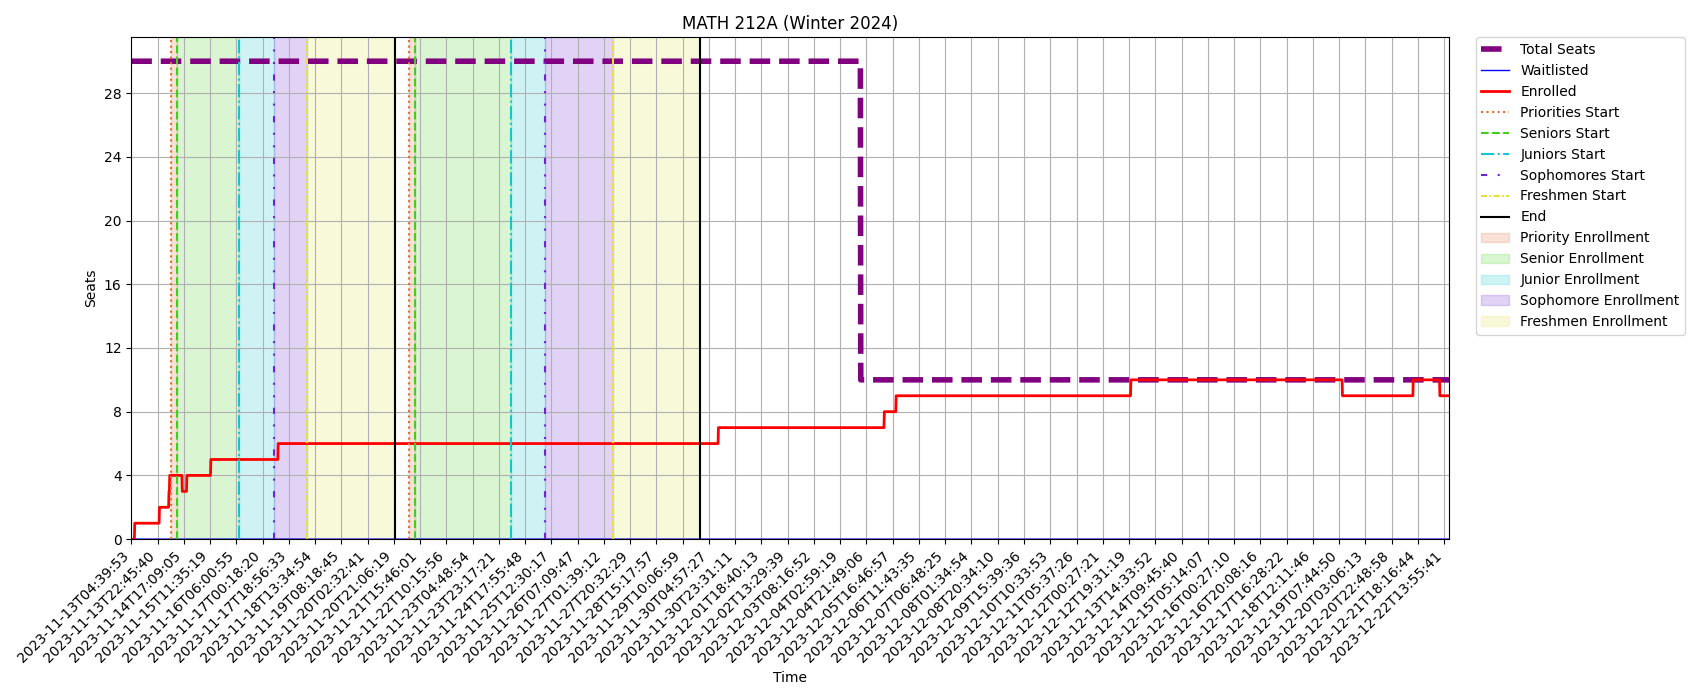 MATH 212A (Winter 2024)
Seats
28
24
20
16
12
8
4
0
2023-11-13T04:39:53
2023-11-13T22:45:40
2023-11-14T17:09:05
2023-11-15T11:35:19
2023-11-16T06:00:55
2023-11-17T00:18:20
2023-11-17T18:56:33
2023-11-18T13:34:54
2023-11-19T08:18:45
2023-11-20T02:32:41
2023-11-20T21:06:19
2023-11-21T15:46:01
2023-11-22T10:15:56
2023-11-23T04:48:54
2023-11-23T23:17:21
2023-11-24T17:55:48
2023-11-25T12:30:17
2023-11-26T07:09:47
2023-11-27T01:39:12
2023-11-27T20:32:29
2023-11-28T15:17:57
2023-11-29T10:06:59
2023-11-30T04:57:27
2023-11-30T23:31:11
2023-12-01T18:40:13
2023-12-02T13:29:39
2023-12-03T08:16:52
2023-12-04T02:59:19
2023-12-04T21:49:06
2023-12-05T16:46:57
2023-12-06T11:43:35
2023-12-07T06:48:25
2023-12-08T01:34:54
2023-12-08T20:34:10
2023-12-09T15:39:36
2023-12-10T10:33:53
2023-12-11T05:37:26
2023-12-12T00:27:21
2023-12-12T19:31:19
2023-12-13T14:33:52
2023-12-14T09:45:40
2023-12-15T05:14:07
2023-12-16T00:27:10
2023-12-16T20:08:16
2023-12-17T16:28:22
2023-12-18T12:11:46
2023-12-19T07:44:50
2023-12-20T03:06:13
2023-12-20T22:48:58
2023-12-21T18:16:44
2023-12-22T13:55:41
Time
Total Seats
Waitlisted
Enrolled
Priorities Start
Seniors Start
Juniors Start
Sophomores Start
Freshmen Start
End
Priority Enrollment
Senior Enrollment
Junior Enrollment
Sophomore Enrollment
Freshmen Enrollment